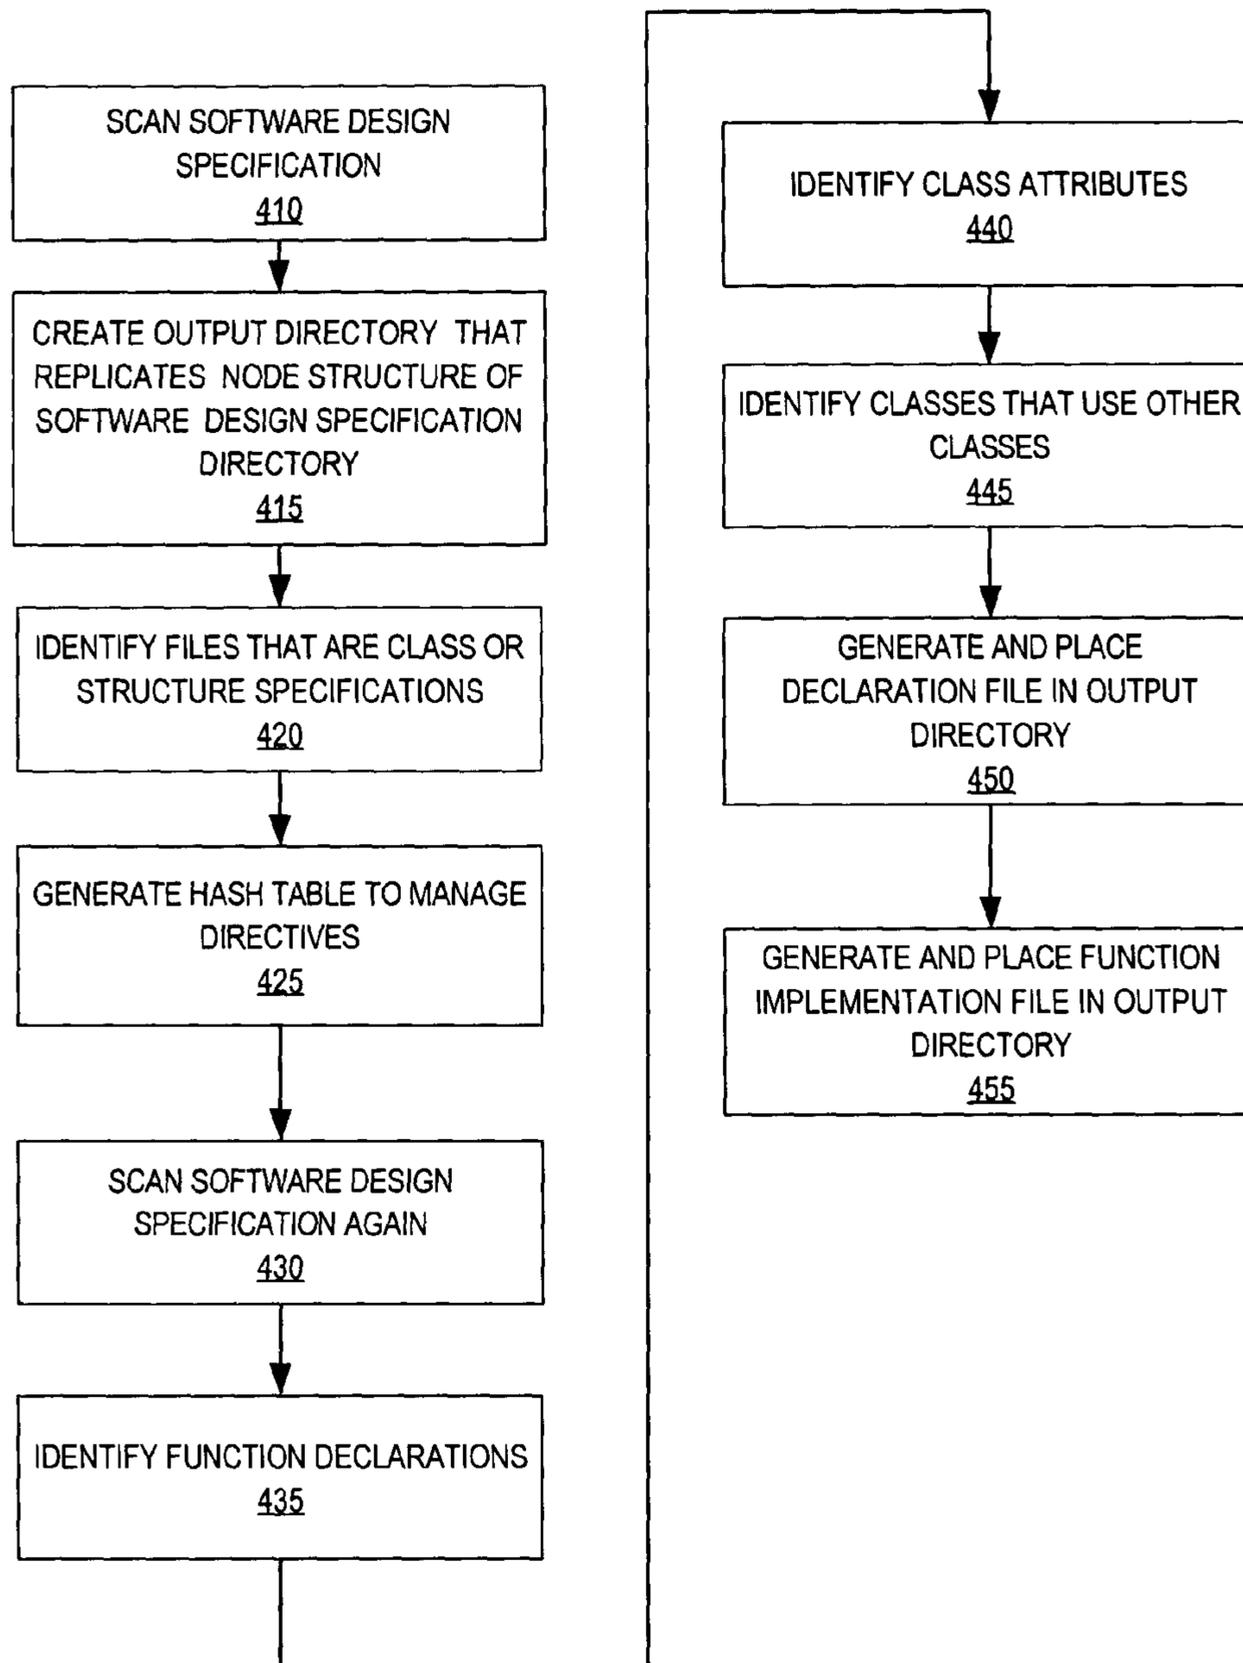 SCAN SOFTWARE DESIGN
SPECIFICATION
410
CREATE OUTPUT DIRECTORY THAT
REPLICATES NODE STRUCTURE OF
SOFTWARE DESIGN SPECIFICATION
DIRECTORY
415
IDENTIFY FILES THAT ARE CLASS OR
STRUCTURE SPECIFICATIONS
420
GENERATE HASH TABLE TO MANAGE
DIRECTIVES
425
SCAN SOFTWARE DESIGN
SPECIFICATION AGAIN
430
IDENTIFY FUNCTION DECLARATIONS
435
IDENTIFY CLASS ATTRIBUTES
440
IDENTIFY CLASSES THAT USE OTHER
CLASSES
445
GENERATE AND PLACE
DECLARATION FILE IN OUTPUT
DIRECTORY
450
GENERATE AND PLACE FUNCTION
IMPLEMENTATION FILE IN OUTPUT
DIRECTORY
455